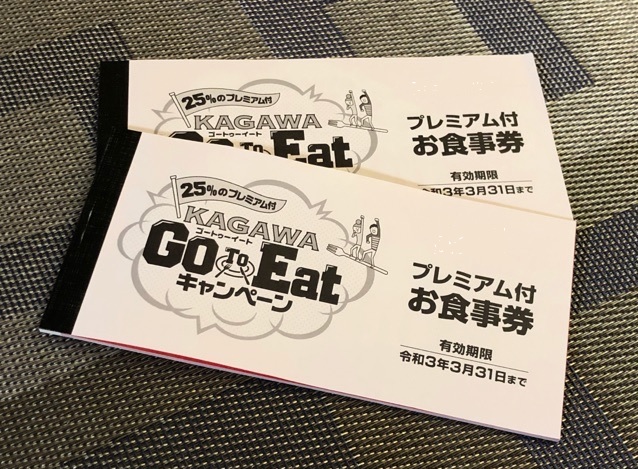 25%のプレミアム付
KAGAWA
ゴートゥーイート
GO TO Eat
プレミアム付
お食事券
有効期限
令和3年3月31日まで
25%のプレミアム付
KAGAWA
ゴートゥーイート
GO TO Eat
キャンペーン
プレミアム付
お食事券
有効期限
令和3年3月31日まで